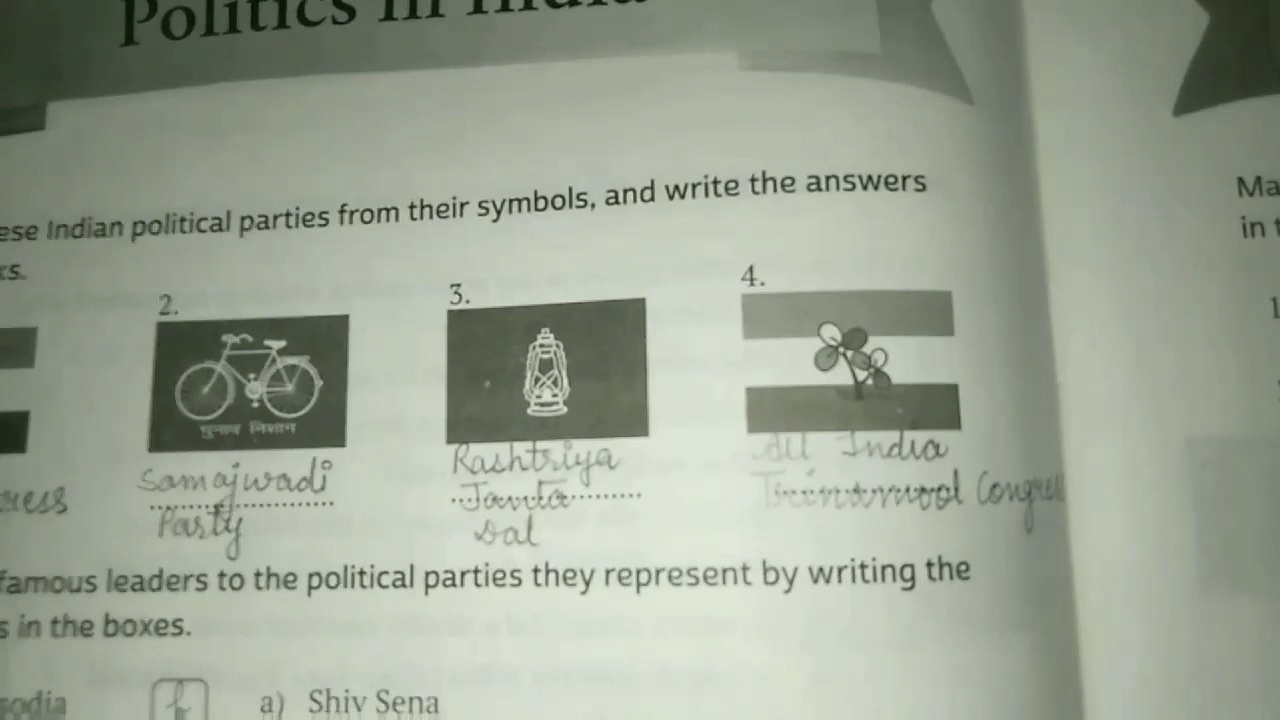 Politics in India
ese Indian political parties from their symbols, and write the answers
ks.
2.
3.
4.
चुनाव निशान
ress
Samajwadi
Party
Rashtriya
Janta
Dal
All India
Trinamool Congress
famous leaders to the political parties they represent by writing the
s in the boxes.
sodia
a) Shiv Sena
Ma
in t
1